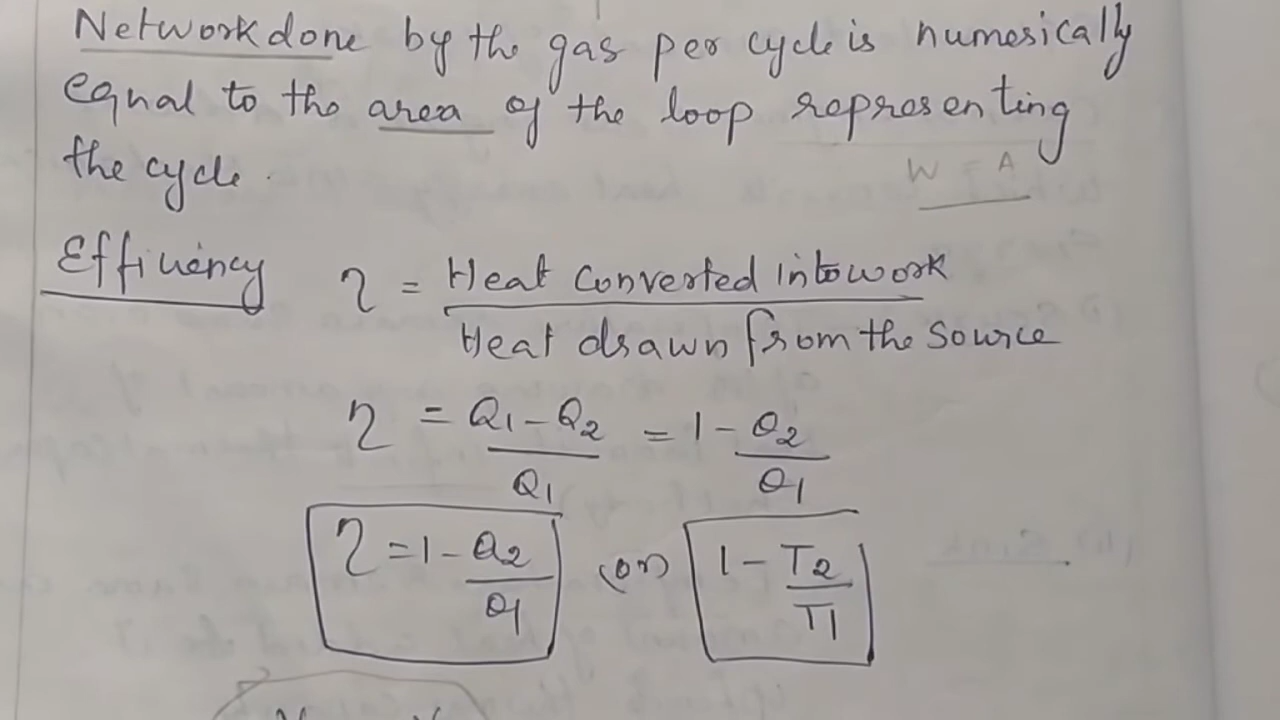 Network done by the gas per cycle is numerically
equal to the area of the loop representing
the cycle.
W = A
Efficency η = Heat converted into work / Heat drawn from the source
η = Q1 - Q2 / Q1 = 1 - Q2 / Q1
η = 1 - Q2 / Q1 (or) 1 - T2 / T1